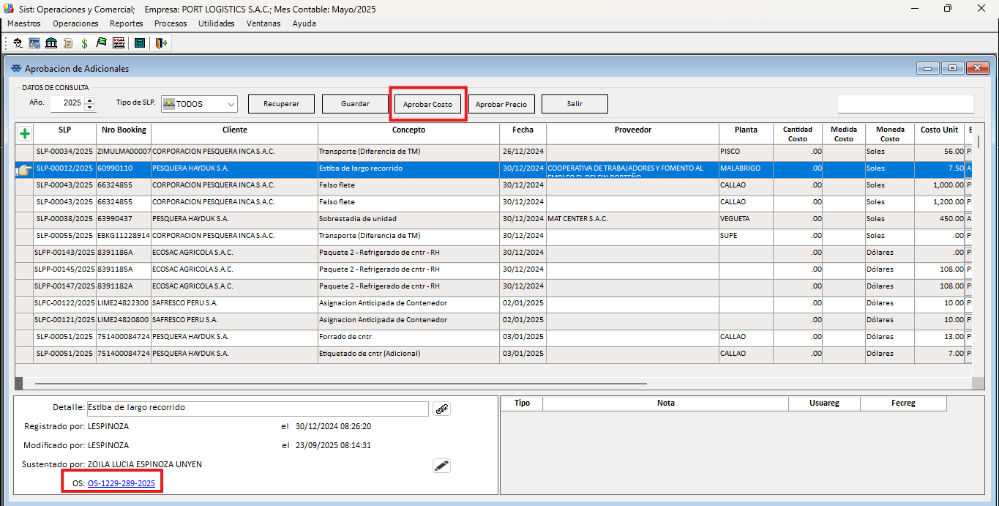 Sist: Operaciones y Comercial; Empresa: PORT LOGISTICS S.A.C.; Mes Contable: Mayo/2025
Maestros Operaciones Reportes Procesos Utilidades Ventanas Ayuda
Aprobacion de Adicionales
DATOS DE CONSULTA
Año. 2025 Tipo de SLP. TODOS Recuperar Guardar Aprobar Costo Aprobar Precio Salir
SLP Nro Booking Cliente Concepto Fecha Proveedor Planta Cantidad Costo Medida Costo Moneda Costo Costo Unit
SLP-00034/2025 ZIMULMA00007 CORPORACION PESQUERA INCA S.A.C. Transporte (Diferencia de TM) 26/12/2024 PISCO .00 Soles 56.00 P
SLP-00012/2025 60990110 PESQUERA HAYDUK S.A. Estiba de largo recorrido 30/12/2024 COOPERATIVA DE TRABAJADORES Y FOMENTO AL EMPLEO EL DELFIN PORTEÑO MALABRIGO .00 Soles 7.50 A
SLP-00043/2025 66324855 CORPORACION PESQUERA INCA S.A.C. Falso flete 30/12/2024 CALLAO .00 Soles 1,000.00 P
SLP-00043/2025 66324855 CORPORACION PESQUERA INCA S.A.C. Falso flete 30/12/2024 CALLAO .00 Soles 1,200.00 P
SLP-00038/2025 63990437 PESQUERA HAYDUK S.A. Sobrestadia de unidad 30/12/2024 MAT CENTER S.A.C. VEGUETA .00 Soles 450.00 A
SLP-00055/2025 EBKG11228914 CORPORACION PESQUERA INCA S.A.C. Transporte (Diferencia de TM) 30/12/2024 SUPE .00 Soles .00 P
SLPP-00143/2025 8391186A ECOSAC AGRICOLA S.A.C. Paquete 2 - Refrigerado de cntr - RH 30/12/2024 .00 Dólares .00 P
SLPP-00145/2025 8391185A ECOSAC AGRICOLA S.A.C. Paquete 2 - Refrigerado de cntr - RH 30/12/2024 .00 Dólares 108.00 P
SLPP-00147/2025 8391182A ECOSAC AGRICOLA S.A.C. Paquete 2 - Refrigerado de cntr - RH 30/12/2024 .00 Dólares 108.00 P
SLPC-00122/2025 LIME24822300 SAFRESCO PERU S.A. Asignacion Anticipada de Contenedor 02/01/2025 .00 Dólares 10.00 P
SLPC-00121/2025 LIME24820800 SAFRESCO PERU S.A. Asignacion Anticipada de Contenedor 02/01/2025 .00 Dólares 10.00 P
SLP-00051/2025 751400084724 PESQUERA HAYDUK S.A. Forrado de cntr 03/01/2025 CALLAO .00 Dólares 13.00 P
SLP-00051/2025 751400084724 PESQUERA HAYDUK S.A. Etiquetado de cntr (Adicional) 03/01/2025 CALLAO .00 Dólares 7.00 P
Detalle: Estiba de largo recorrido
Registrado por: LESPINOZA el 30/12/2024 08:26:20
Modificado por: LESPINOZA el 23/09/2025 08:14:31
Sustentado por: ZOILA LUCIA ESPINOZA UNYEN
OS: OS-1229-289-2025
Tipo Nota Usuareg Fecreg